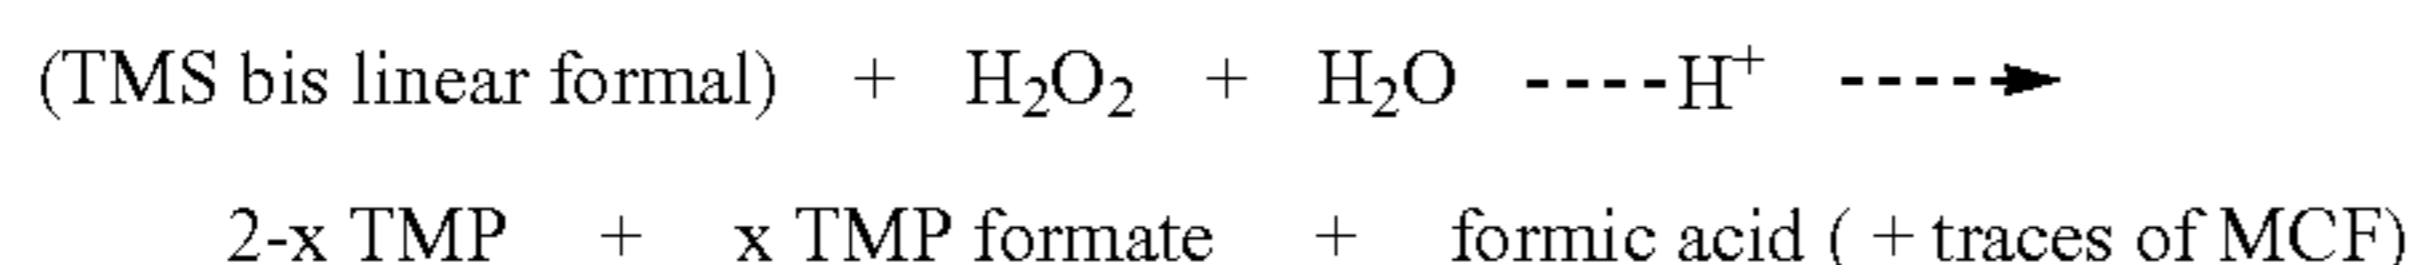 (TMS bis linear formal) + H₂O₂ + H₂O ----H⁺ ----►
2-x TMP + x TMP formate + formic acid ( + traces of MCF)